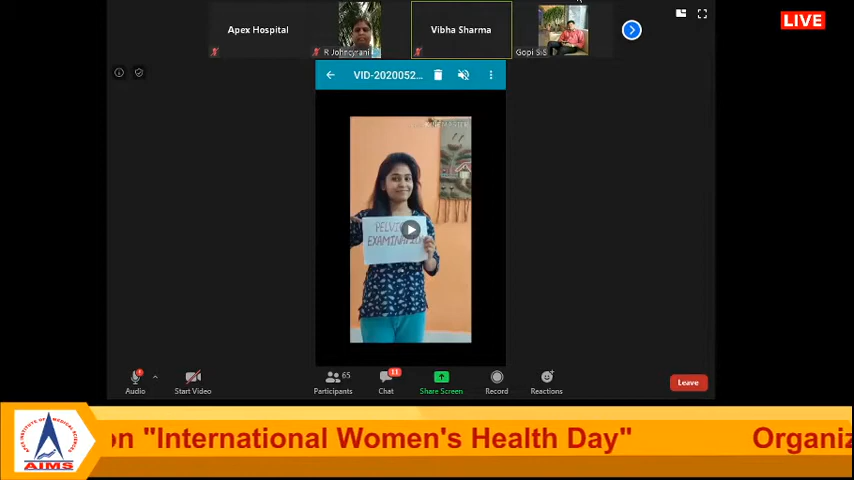 LIVE
Apex Hospital
R Johncyrani
Vibha Sharma
Gopi S S
VID-2020052...
PELVIC
EXAMINATION
65
11
Audio
Start Video
Participants
Chat
Share Screen
Record
Reactions
Leave
on "International Women's Health Day"
Organiz
AIMS